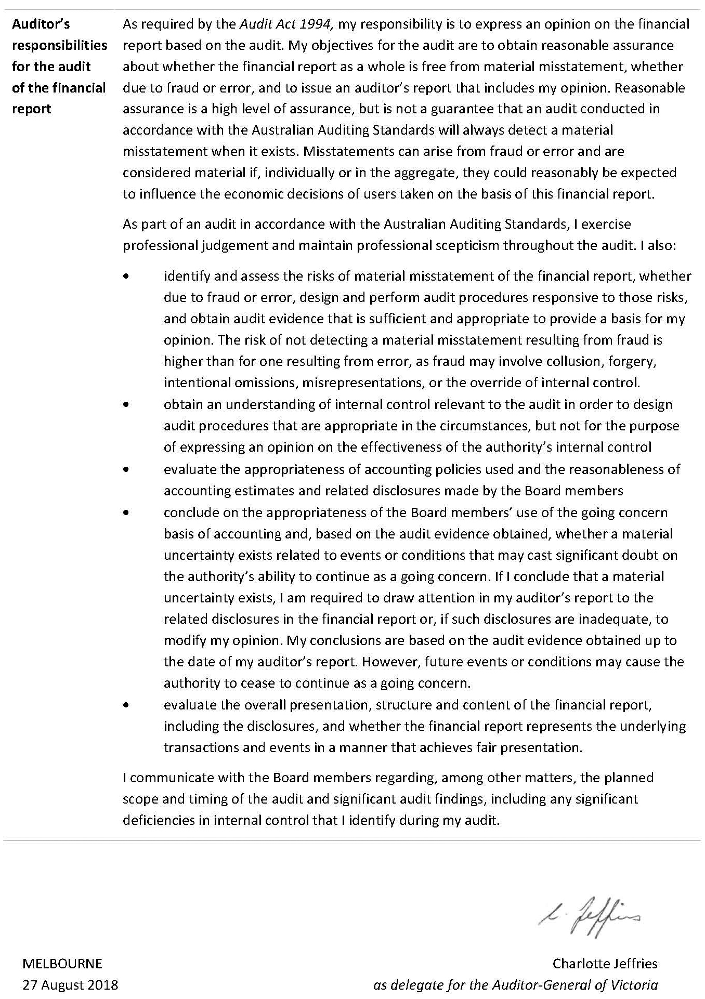 Auditor's
responsibilities
for the audit
of the financial
report
As required by the Audit Act 1994, my responsibility is to express an opinion on the financial
report based on the audit. My objectives for the audit are to obtain reasonable assurance
about whether the financial report as a whole is free from material misstatement, whether
due to fraud or error, and to issue an auditor's report that includes my opinion. Reasonable
assurance is a high level of assurance, but is not a guarantee that an audit conducted in
accordance with the Australian Auditing Standards will always detect a material
misstatement when it exists. Misstatements can arise from fraud or error and are
considered material if, individually or in the aggregate, they could reasonably be expected
to influence the economic decisions of users taken on the basis of this financial report.
As part of an audit in accordance with the Australian Auditing Standards, I exercise
professional judgement and maintain professional scepticism throughout the audit. I also:
• identify and assess the risks of material misstatement of the financial report, whether
due to fraud or error, design and perform audit procedures responsive to those risks,
and obtain audit evidence that is sufficient and appropriate to provide a basis for my
opinion. The risk of not detecting a material misstatement resulting from fraud is
higher than for one resulting from error, as fraud may involve collusion, forgery,
intentional omissions, misrepresentations, or the override of internal control.
• obtain an understanding of internal control relevant to the audit in order to design
audit procedures that are appropriate in the circumstances, but not for the purpose
of expressing an opinion on the effectiveness of the authority's internal control
• evaluate the appropriateness of accounting policies used and the reasonableness of
accounting estimates and related disclosures made by the Board members
• conclude on the appropriateness of the Board members' use of the going concern
basis of accounting and, based on the audit evidence obtained, whether a material
uncertainty exists related to events or conditions that may cast significant doubt on
the authority's ability to continue as a going concern. If I conclude that a material
uncertainty exists, I am required to draw attention in my auditor's report to the
related disclosures in the financial report or, if such disclosures are inadequate, to
modify my opinion. My conclusions are based on the audit evidence obtained up to
the date of my auditor's report. However, future events or conditions may cause the
authority to cease to continue as a going concern.
• evaluate the overall presentation, structure and content of the financial report,
including the disclosures, and whether the financial report represents the underlying
transactions and events in a manner that achieves fair presentation.
I communicate with the Board members regarding, among other matters, the planned
scope and timing of the audit and significant audit findings, including any significant
deficiencies in internal control that I identify during my audit.
MELBOURNE
27 August 2018
Charlotte Jeffries
as delegate for the Auditor-General of Victoria